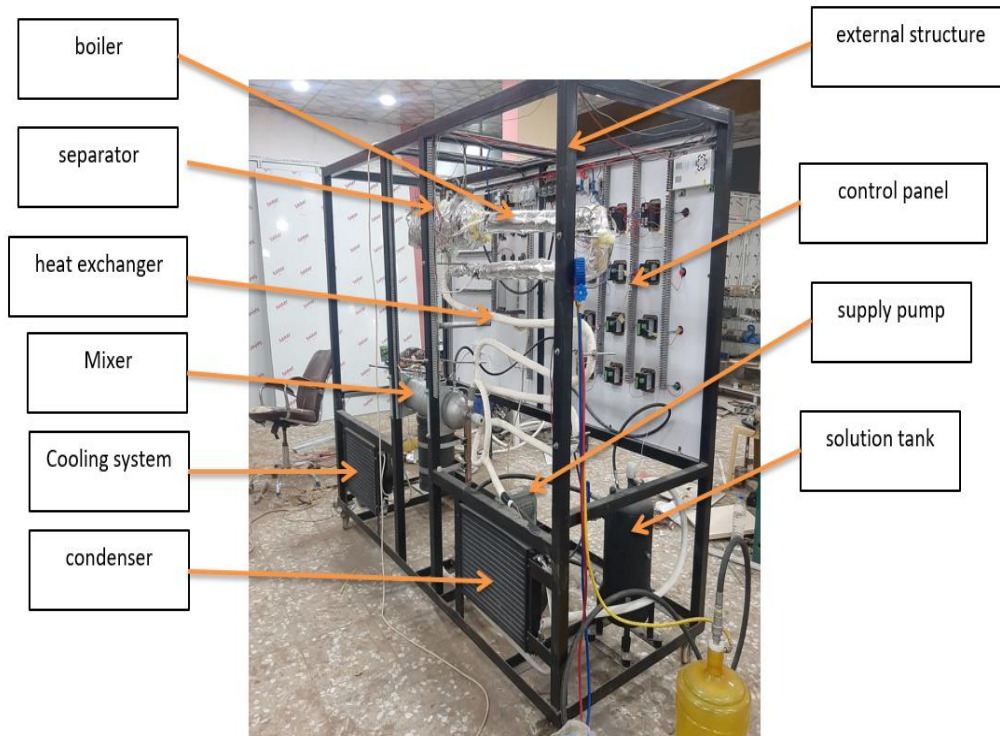 boiler
external structure
separator
control panel
heat exchanger
supply pump
Mixer
solution tank
Cooling system
condenser